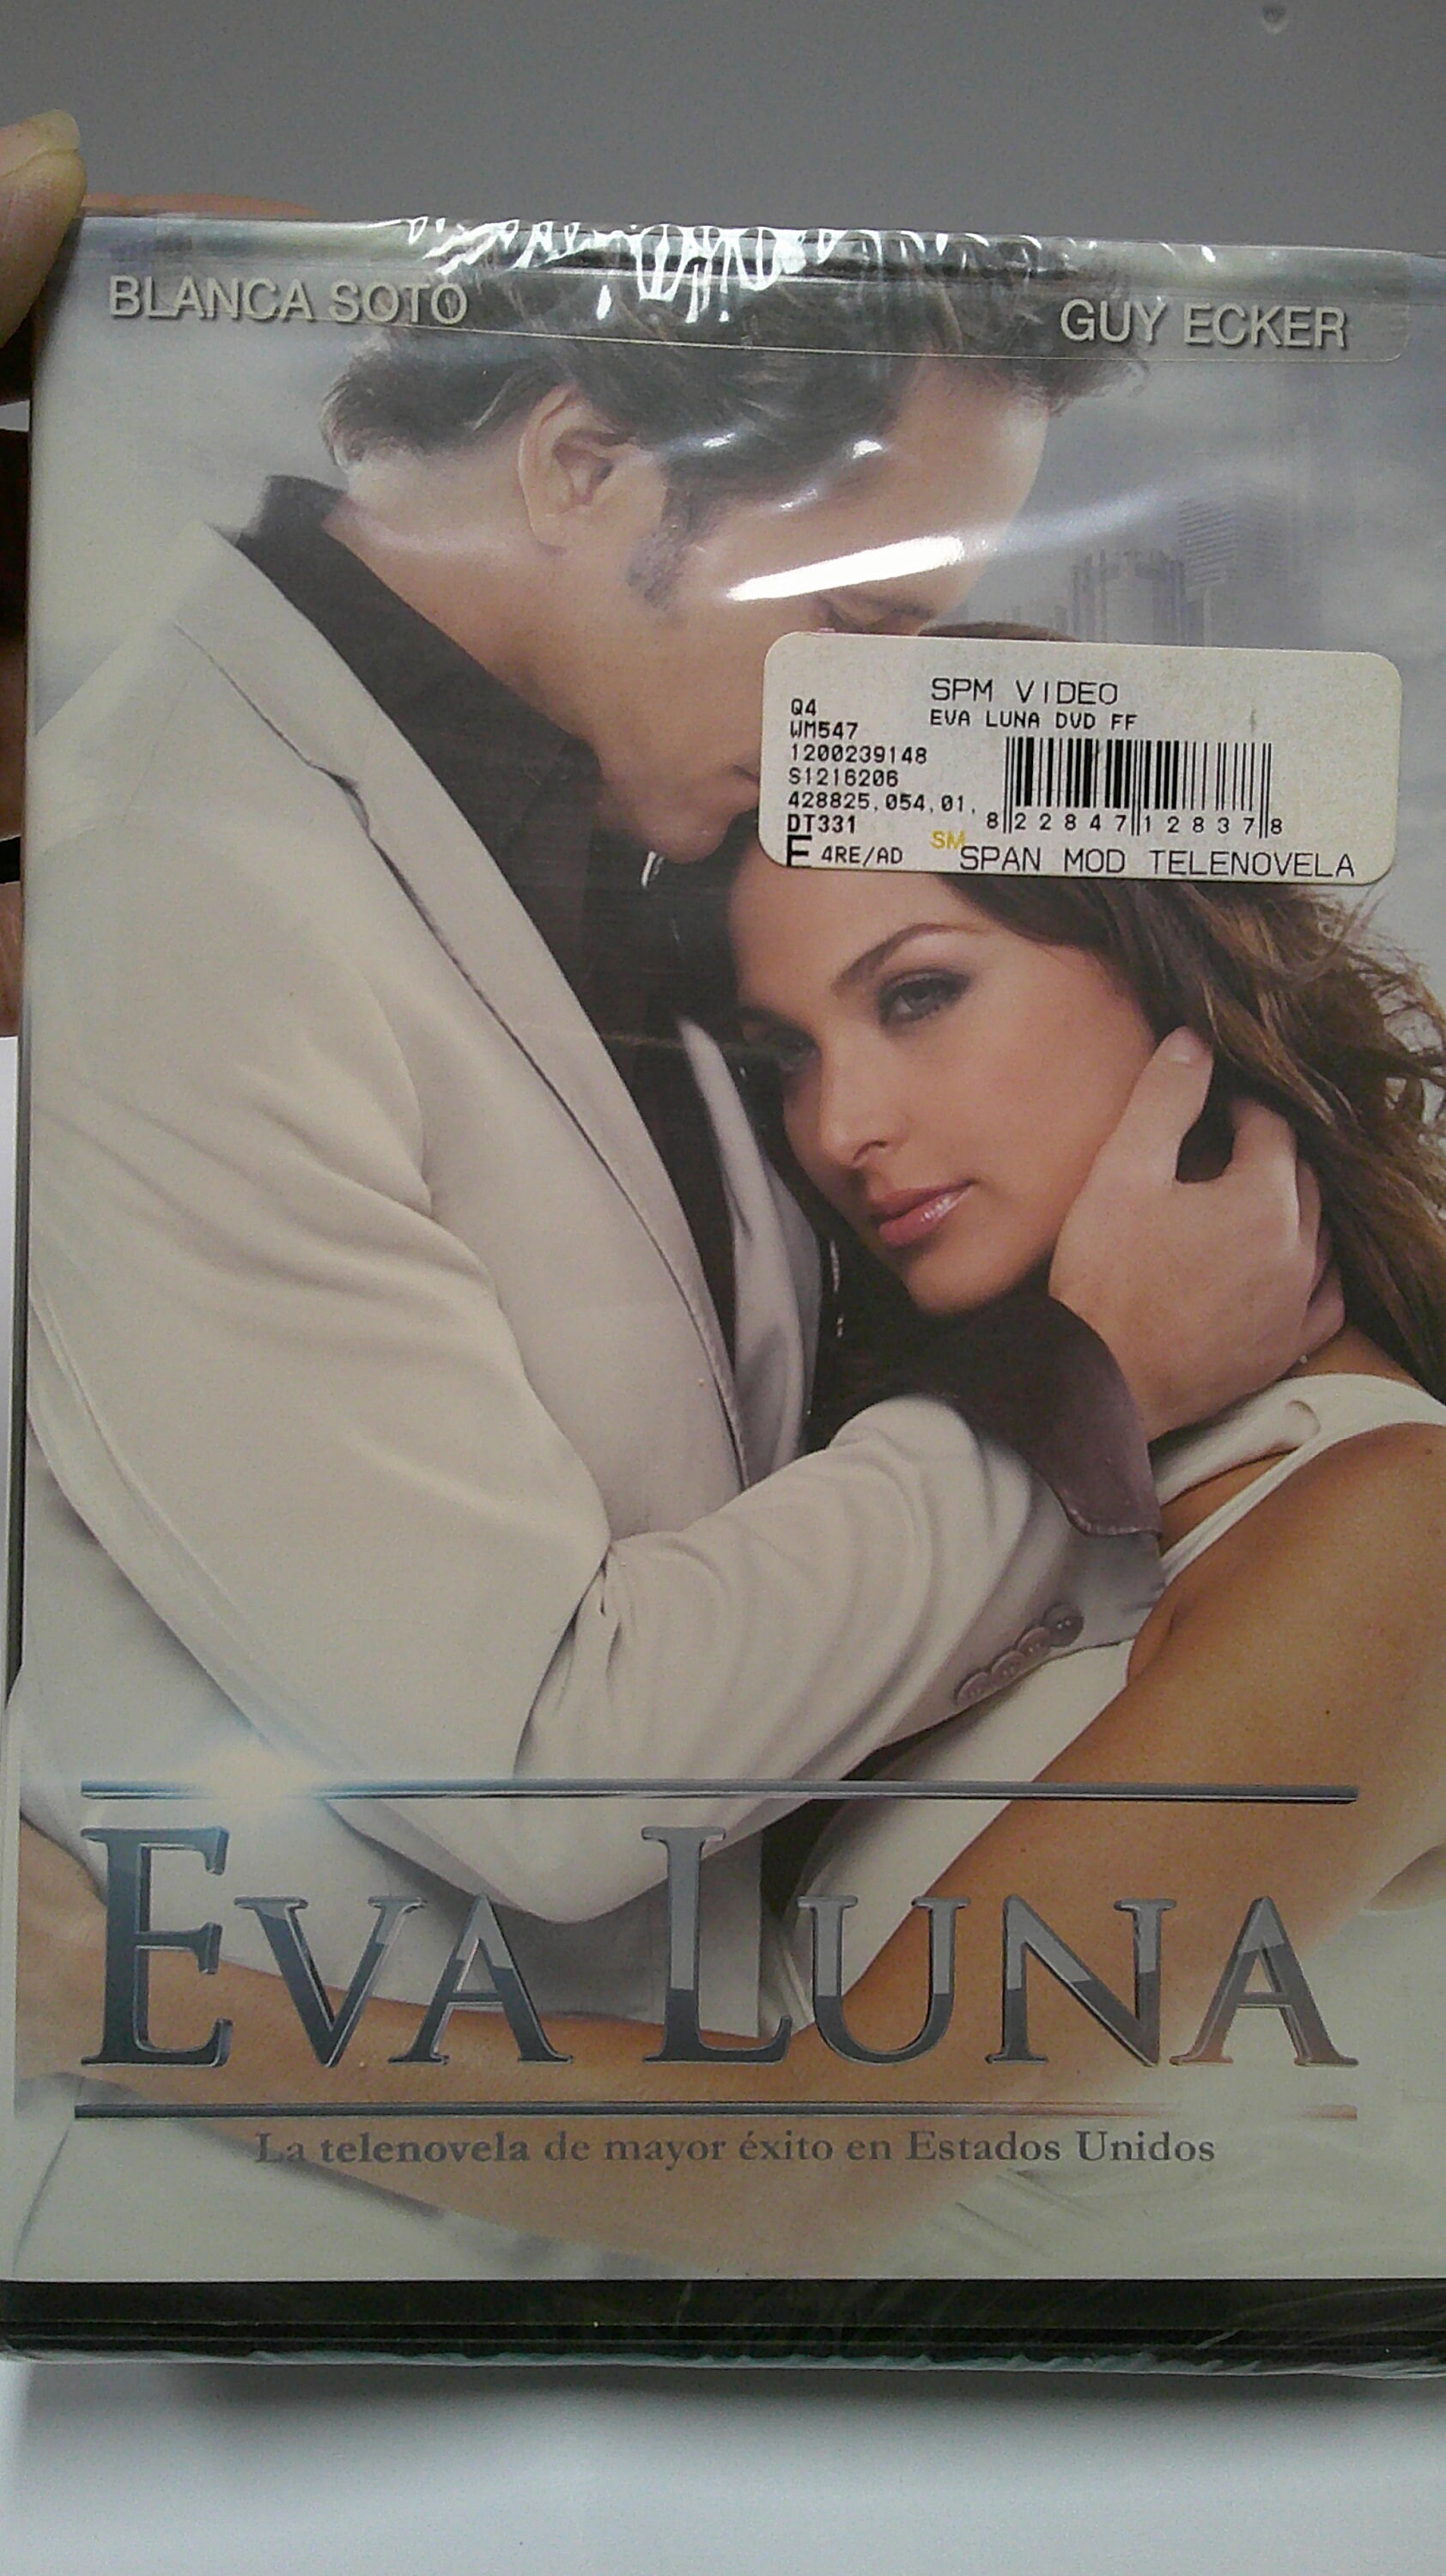 BLANCA SOTO
GUY ECKER
SPM VIDEO
EVA LUNA DVD FF
Q4
WM547
1200239148
S1216206
428825,054,01,
DT331
E 4RE/AD
8 22847 12837 8
SM
SPAN MOD TELENOVELA
EVA LUNA
La telenovela de mayor éxito en Estados Unidos